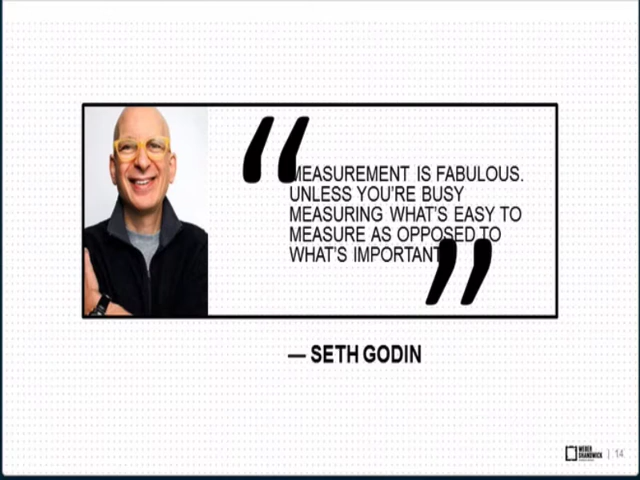 MEASUREMENT IS FABULOUS.
UNLESS YOU'RE BUSY
MEASURING WHAT'S EASY TO
MEASURE AS OPPOSED TO
WHAT'S IMPORTANT
— SETH GODIN
WEBER
SHANDWICK
| 14